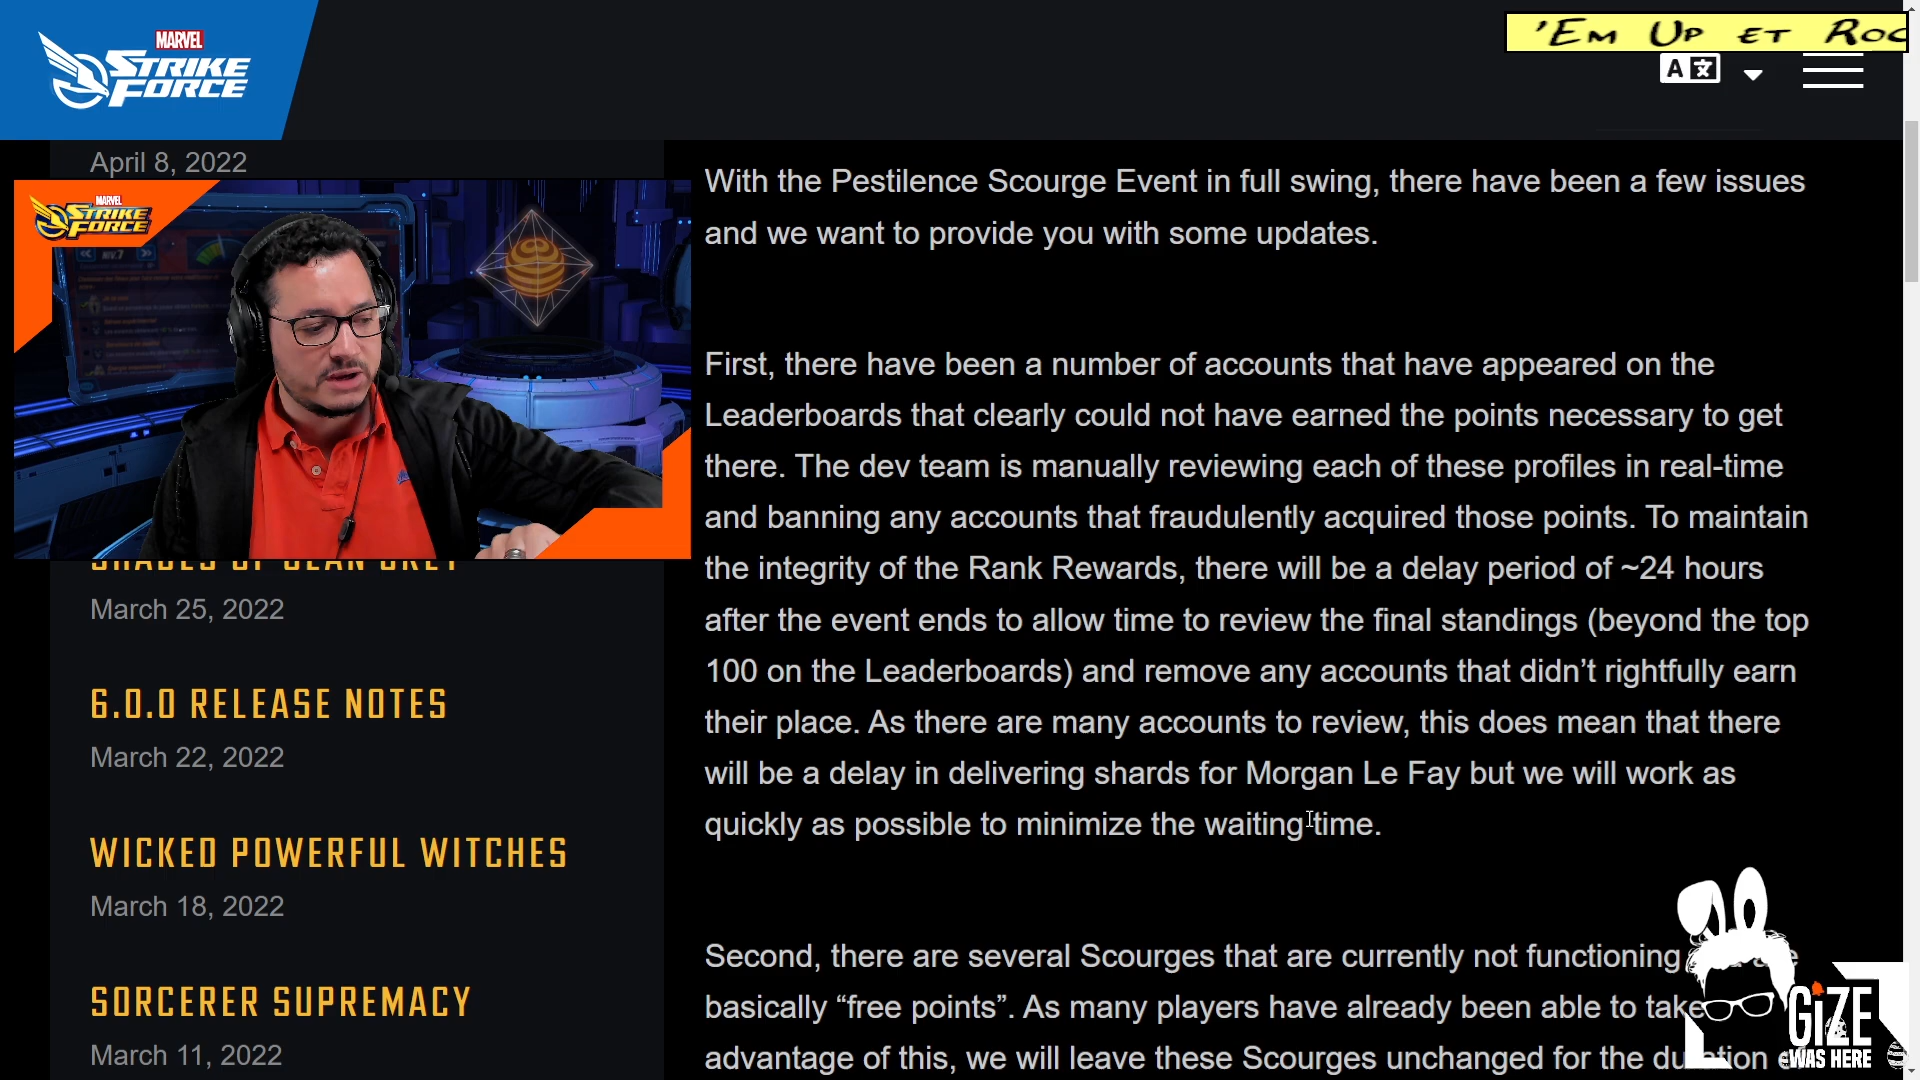 MARVEL
STRIKE
FORCE
'EM UP ET ROC
A 文
April 8, 2022
MARVEL
STRIKE
FORCE
NIV.7
March 25, 2022
6.0.0 RELEASE NOTES
March 22, 2022
WICKED POWERFUL WITCHES
March 18, 2022
SORCERER SUPREMACY
March 11, 2022
With the Pestilence Scourge Event in full swing, there have been a few issues
and we want to provide you with some updates.
First, there have been a number of accounts that have appeared on the
Leaderboards that clearly could not have earned the points necessary to get
there. The dev team is manually reviewing each of these profiles in real-time
and banning any accounts that fraudulently acquired those points. To maintain
the integrity of the Rank Rewards, there will be a delay period of ~24 hours
after the event ends to allow time to review the final standings (beyond the top
100 on the Leaderboards) and remove any accounts that didn’t rightfully earn
their place. As there are many accounts to review, this does mean that there
will be a delay in delivering shards for Morgan Le Fay but we will work as
quickly as possible to minimize the waiting time.
Second, there are several Scourges that are currently not functioning
basically “free points”. As many players have already been able to take
advantage of this, we will leave these Scourges unchanged for the
GiZE
WAS HERE